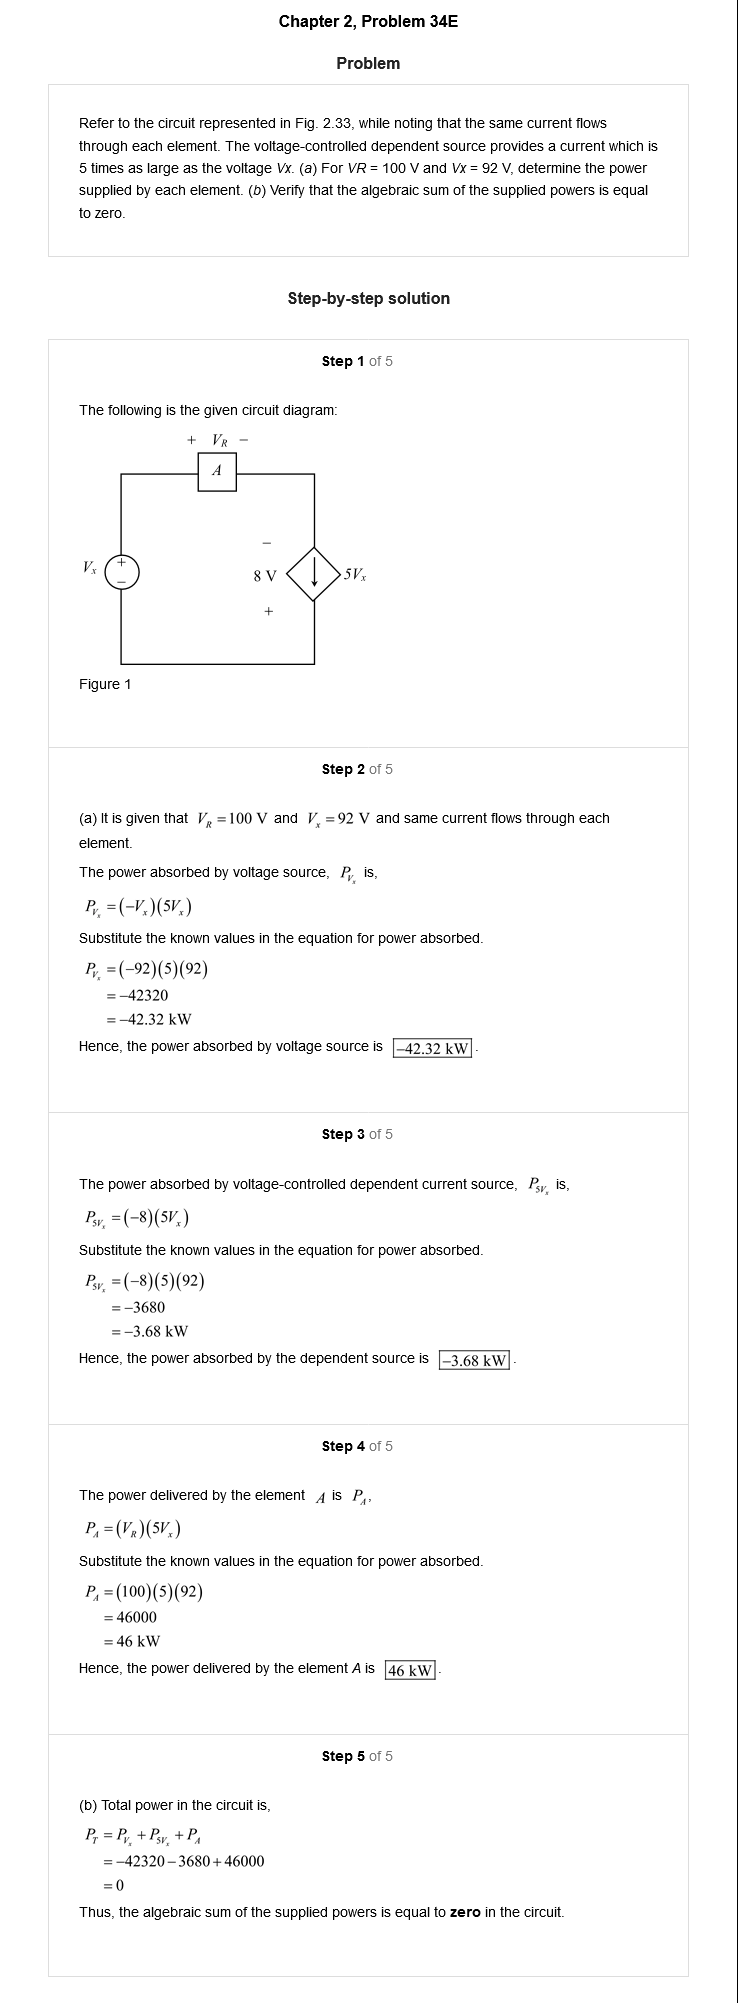 Chapter 2, Problem 34E
Problem
Refer to the circuit represented in Fig. 2.33, while noting that the same current flows
through each element. The voltage-controlled dependent source provides a current which is
5 times as large as the voltage Vx. (a) For VR = 100 V and Vx = 92 V, determine the power
supplied by each element. (b) Verify that the algebraic sum of the supplied powers is equal
to zero.
Step-by-step solution
Step 1 of 5
The following is the given circuit diagram:
+ V_R −
A
−
V_x + −
8 V
5V_x
+
Figure 1
Step 2 of 5
(a) It is given that V_R = 100 V and V_x = 92 V and same current flows through each
element.
The power absorbed by voltage source, P_{V_x} is,
P_{V_x} = (−V_x)(5V_x)
Substitute the known values in the equation for power absorbed.
P_{V_x} = (−92)(5)(92)
= −42320
= −42.32 kW
Hence, the power absorbed by voltage source is −42.32 kW.
Step 3 of 5
The power absorbed by voltage-controlled dependent current source, P_{5V_x} is,
P_{5V_x} = (−8)(5V_x)
Substitute the known values in the equation for power absorbed.
P_{5V_x} = (−8)(5)(92)
= −3680
= −3.68 kW
Hence, the power absorbed by the dependent source is −3.68 kW.
Step 4 of 5
The power delivered by the element A is P_A,
P_A = (V_R)(5V_x)
Substitute the known values in the equation for power absorbed.
P_A = (100)(5)(92)
= 46000
= 46 kW
Hence, the power delivered by the element A is 46 kW.
Step 5 of 5
(b) Total power in the circuit is,
P_T = P_{V_x} + P_{5V_x} + P_A
= −42320 − 3680 + 46000
= 0
Thus, the algebraic sum of the supplied powers is equal to zero in the circuit.